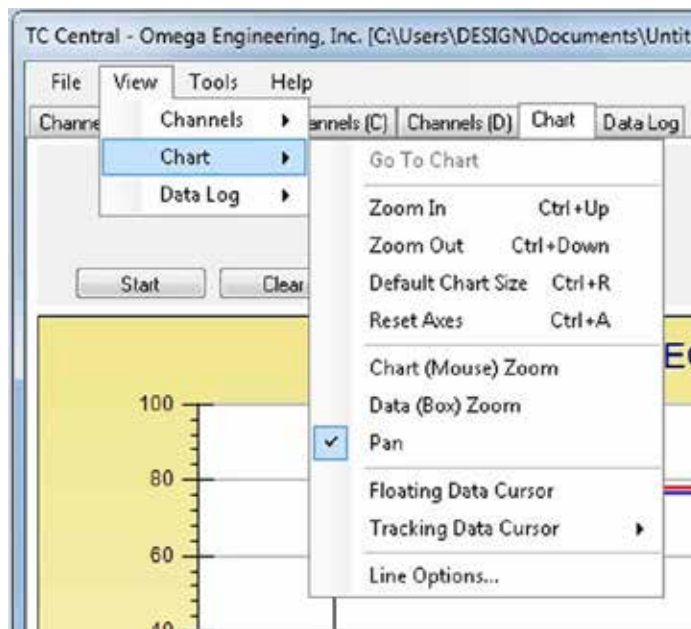 TC Central - Omega Engineering, Inc. [C:\Users\DESIGN\Documents\Untit
File View Tools Help
Channe annels (C) Channels (D) Chart Data Log
Channels
Chart
Data Log
Go To Chart
Zoom In Ctrl+Up
Zoom Out Ctrl+Down
Default Chart Size Ctrl+R
Reset Axes Ctrl+A
Chart (Mouse) Zoom
Data (Box) Zoom
Pan
Floating Data Cursor
Tracking Data Cursor
Line Options...
Start Clear
100
80
60
40